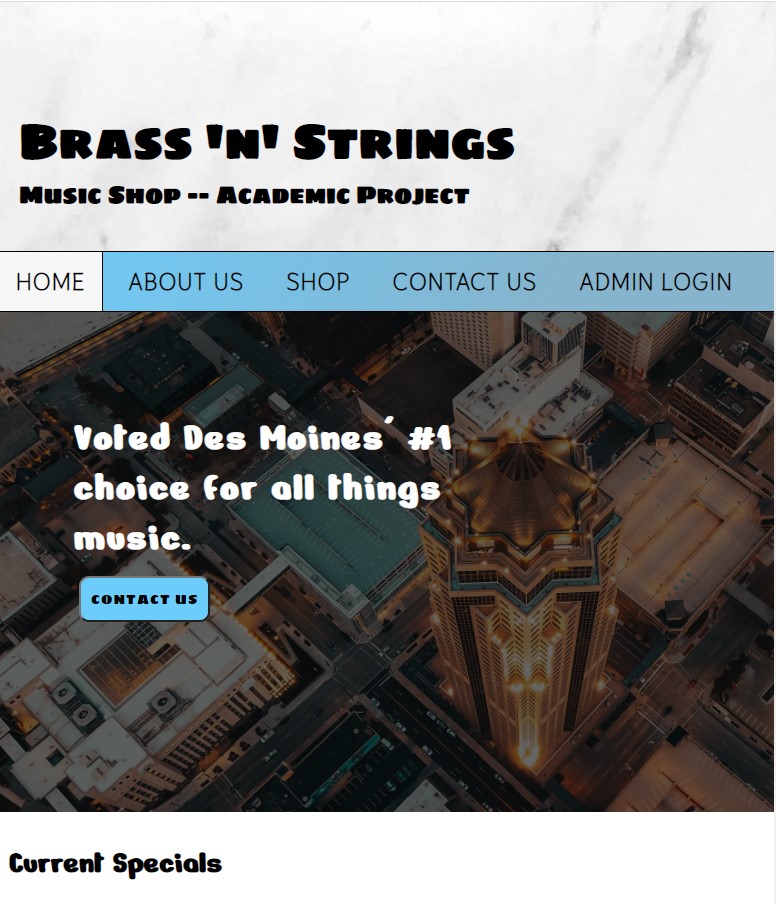 Brass 'n' Strings
Music Shop -- Academic Project
HOME ABOUT US SHOP CONTACT US ADMIN LOGIN
Voted Des Moines' #1
choice for all things
music.
CONTACT US
Current Specials